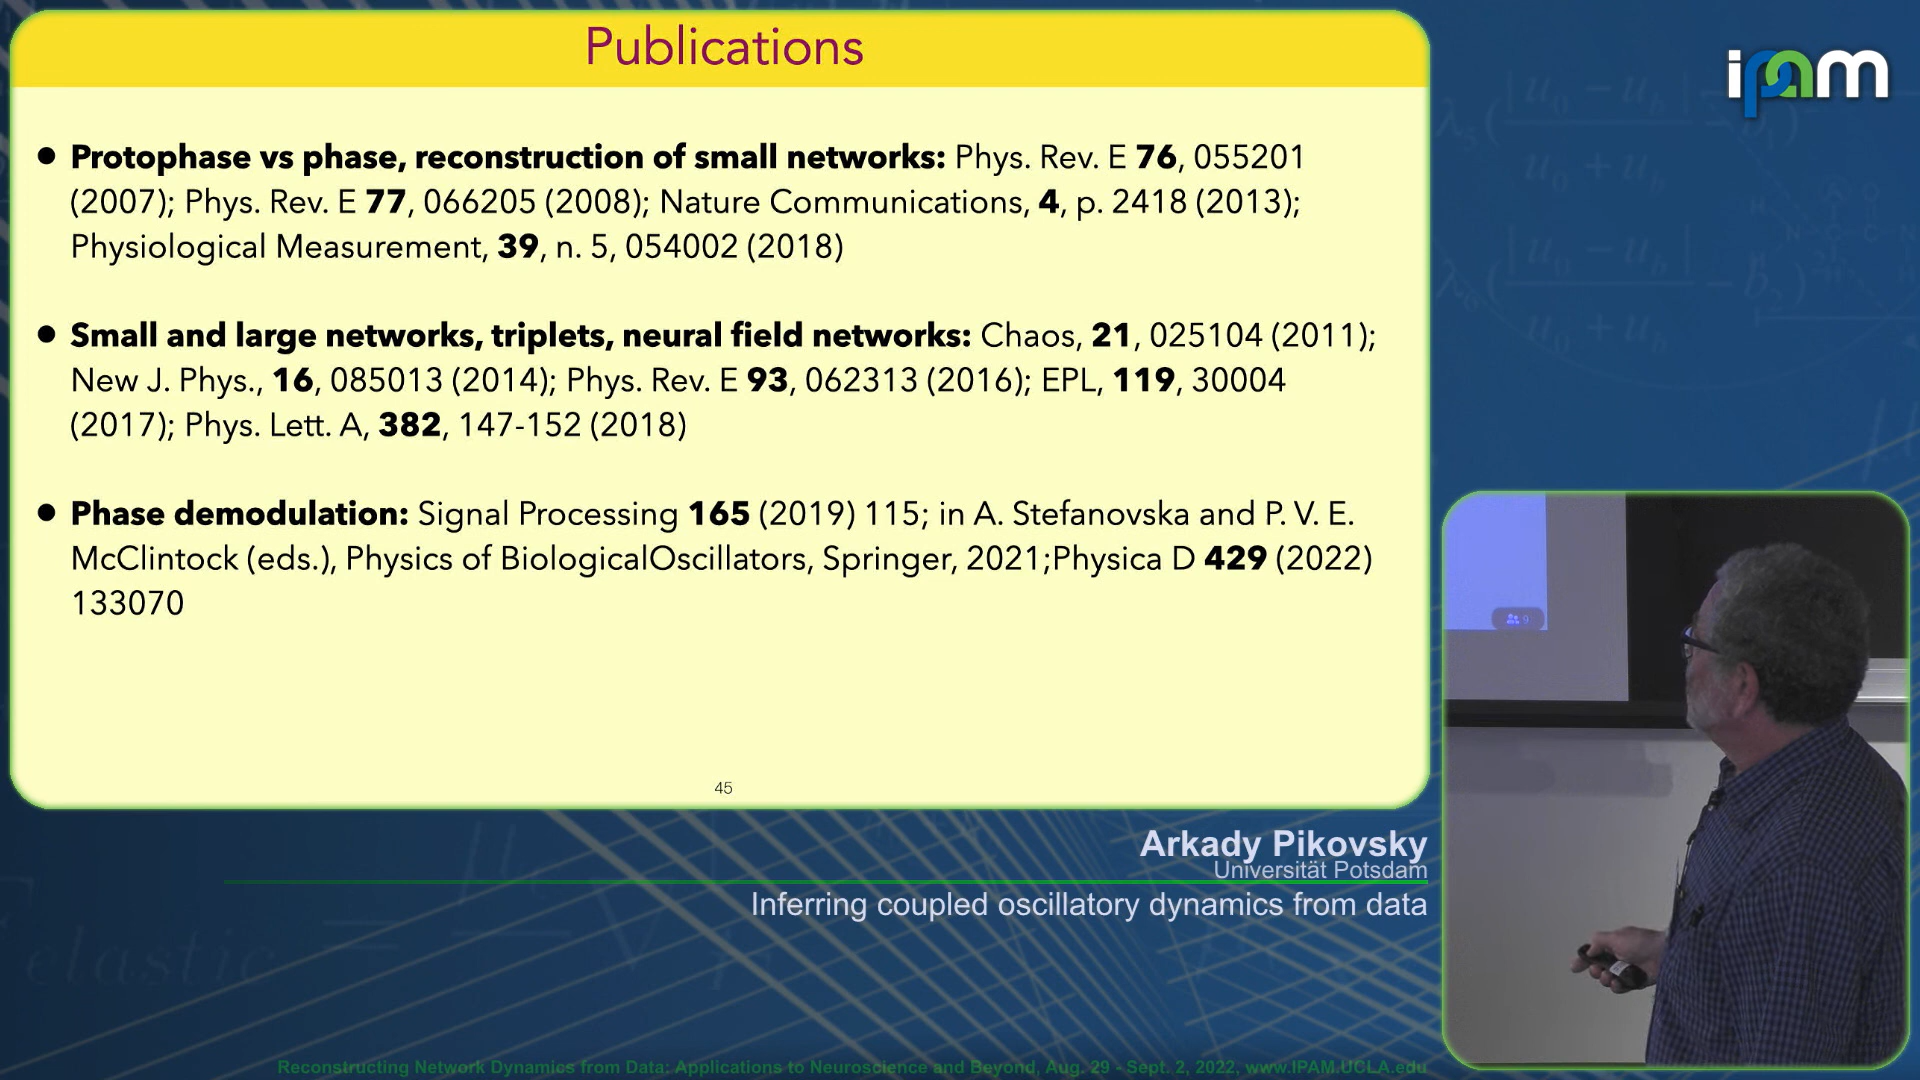 Publications
ipam
● Protophase vs phase, reconstruction of small networks: Phys. Rev. E 76, 055201
(2007); Phys. Rev. E 77, 066205 (2008); Nature Communications, 4, p. 2418 (2013);
Physiological Measurement, 39, n. 5, 054002 (2018)
● Small and large networks, triplets, neural field networks: Chaos, 21, 025104 (2011);
New J. Phys., 16, 085013 (2014); Phys. Rev. E 93, 062313 (2016); EPL, 119, 30004
(2017); Phys. Lett. A, 382, 147-152 (2018)
● Phase demodulation: Signal Processing 165 (2019) 115; in A. Stefanovska and P. V. E.
McClintock (eds.), Physics of BiologicalOscillators, Springer, 2021;Physica D 429 (2022)
133070
45
9
Arkady Pikovsky
Universität Potsdam
Inferring coupled oscillatory dynamics from data
elastic
Reconstructing Network Dynamics from Data: Applications to Neuroscience and Beyond, Aug. 29 - Sept. 2, 2022, www.IPAM.UCLA.edu